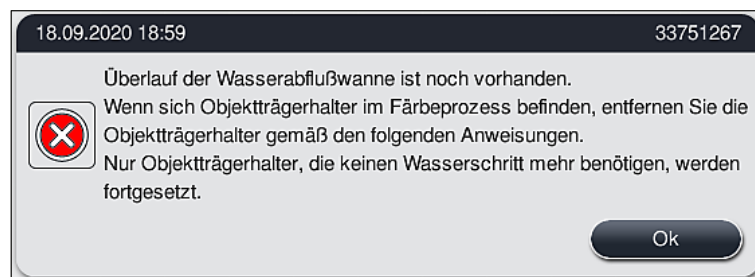 18.09.2020 18:59 33751267
Überlauf der Wasserabflußwanne ist noch vorhanden.
Wenn sich Objektträgerhalter im Färbeprozess befinden, entfernen Sie die
Objektträgerhalter gemäß den folgenden Anweisungen.
Nur Objektträgerhalter, die keinen Wasserschritt mehr benötigen, werden
fortgesetzt.
Ok